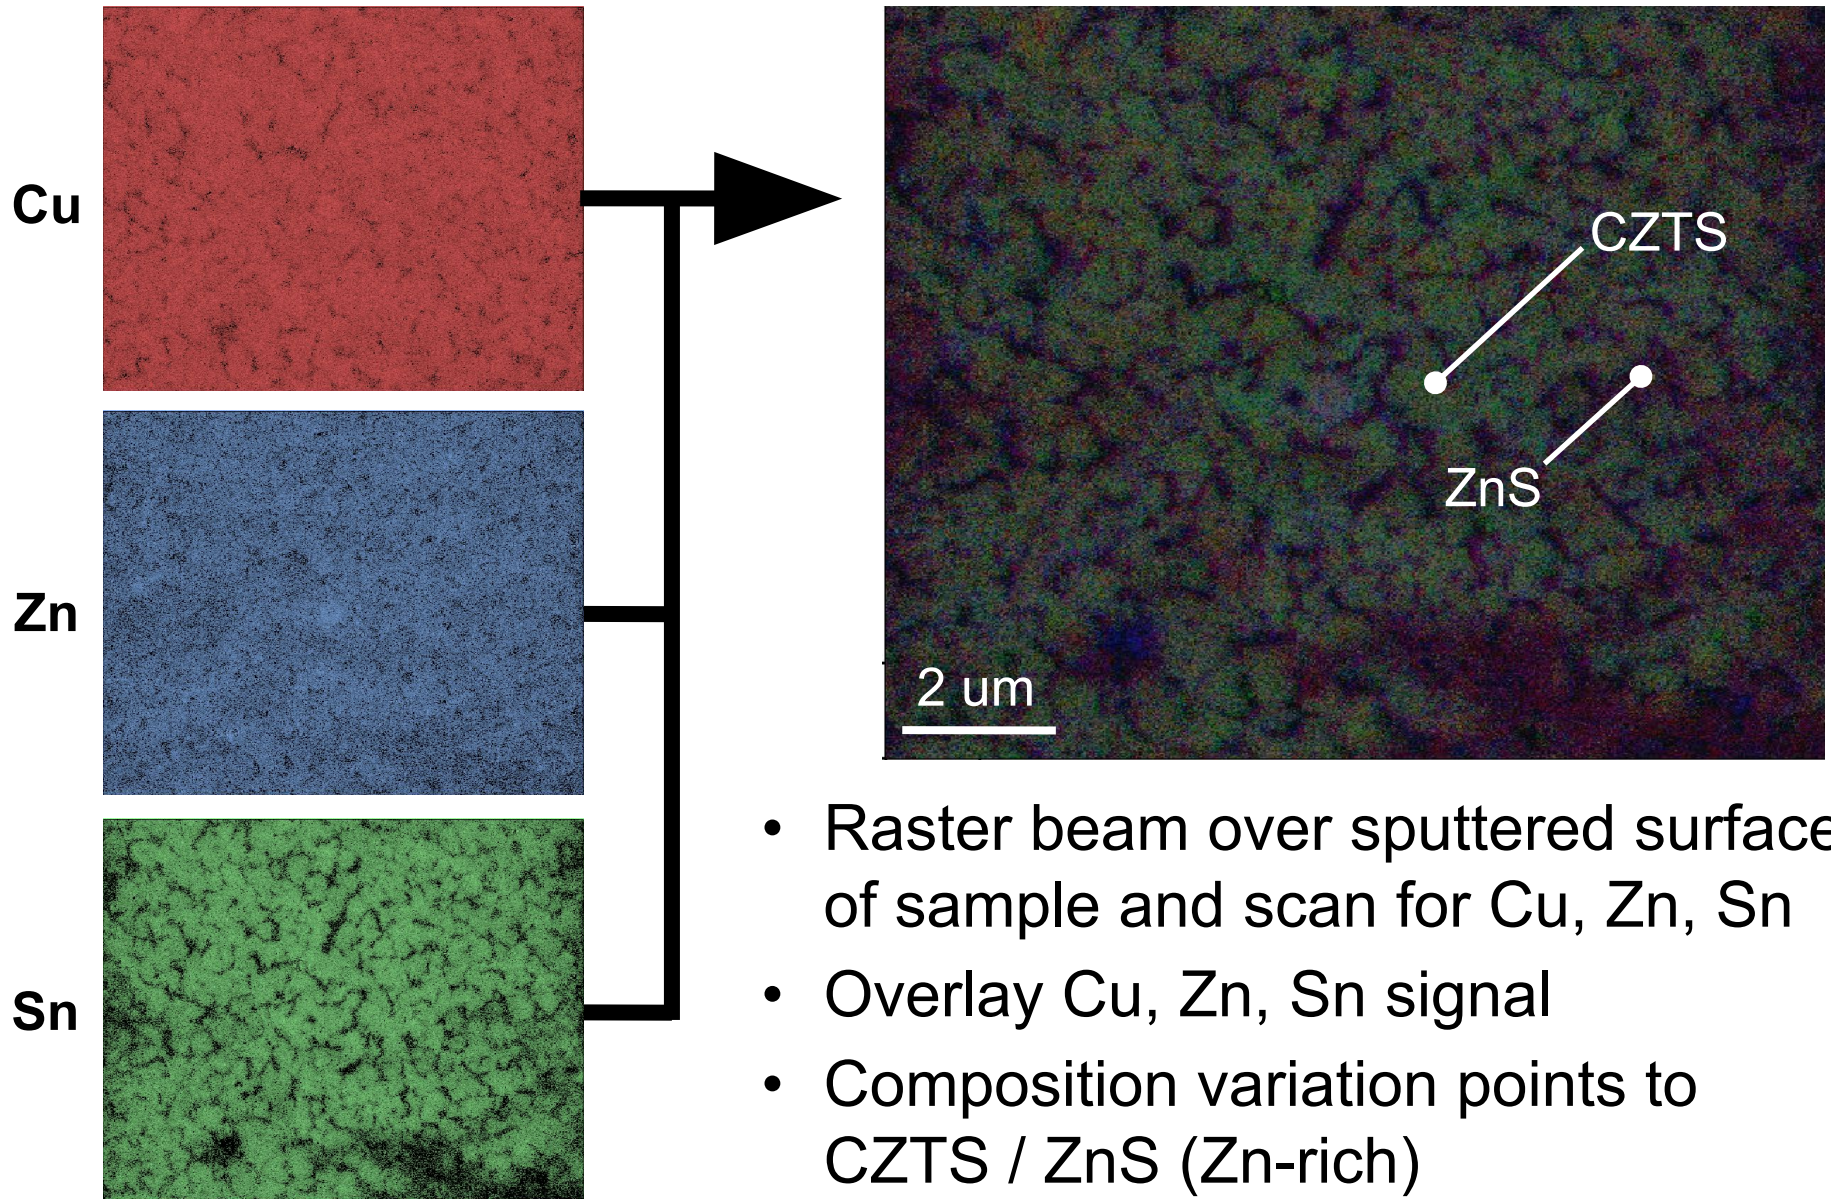 Cu
Zn
Sn
CZTS
ZnS
2 um
• Raster beam over sputtered surface
of sample and scan for Cu, Zn, Sn
• Overlay Cu, Zn, Sn signal
• Composition variation points to
CZTS / ZnS (Zn-rich)